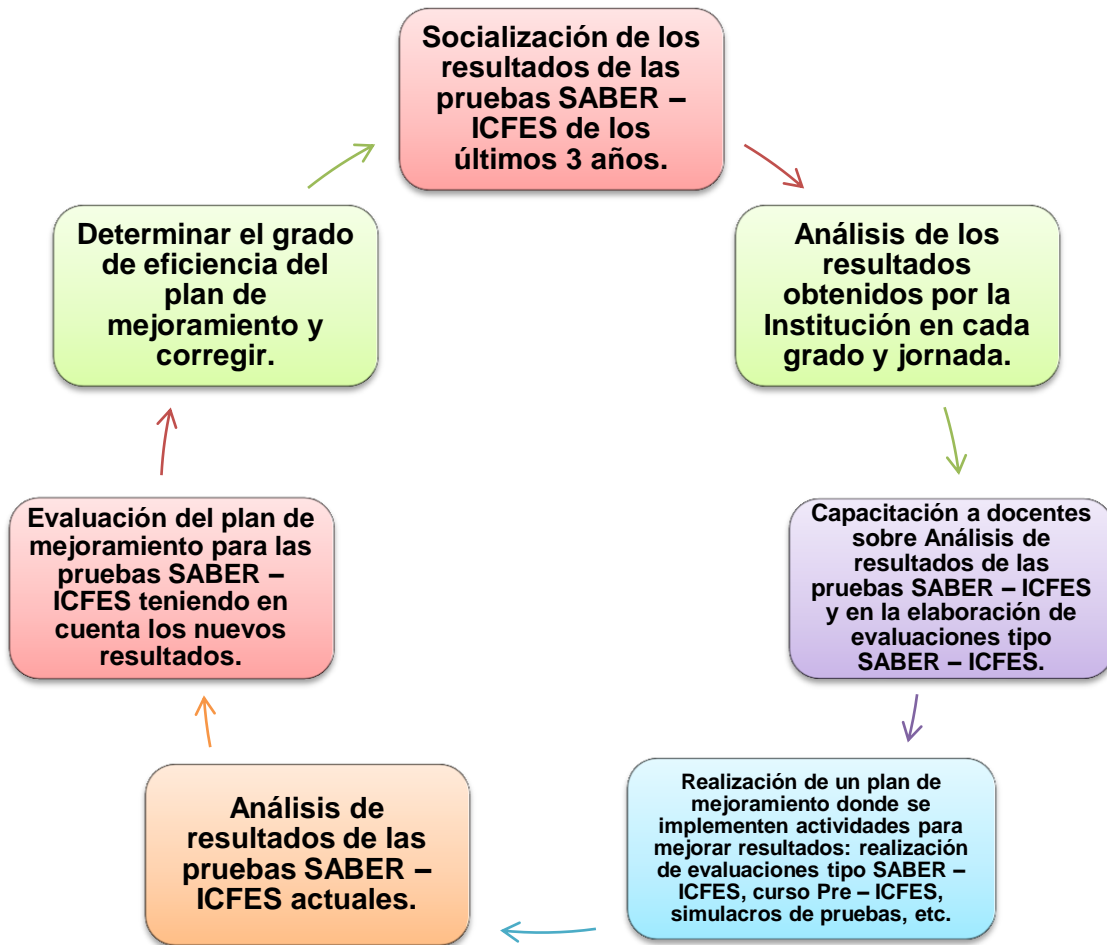 Socialización de los
resultados de las
pruebas SABER –
ICFES de los
últimos 3 años.
Análisis de los
resultados
obtenidos por la
Institución en cada
grado y jornada.
Capacitación a docentes
sobre Análisis de
resultados de las
pruebas SABER – ICFES
y en la elaboración de
evaluaciones tipo
SABER – ICFES.
Realización de un plan de
mejoramiento donde se
implementen actividades para
mejorar resultados: realización
de evaluaciones tipo SABER –
ICFES, curso Pre – ICFES,
simulacros de pruebas, etc.
Análisis de
resultados de las
pruebas SABER –
ICFES actuales.
Evaluación del plan de
mejoramiento para las
pruebas SABER –
ICFES teniendo en
cuenta los nuevos
resultados.
Determinar el grado
de eficiencia del
plan de
mejoramiento y
corregir.